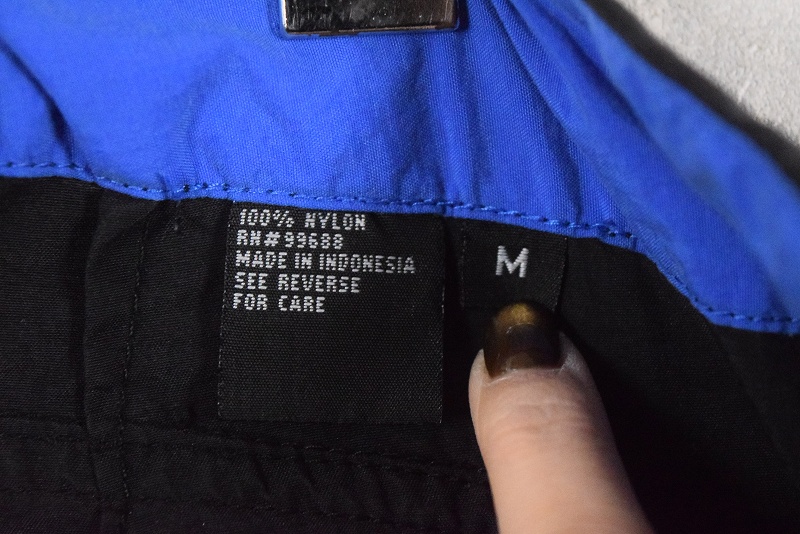 100% NYLON
RN#99688
MADE IN INDONESIA
SEE REVERSE
FOR CARE
M